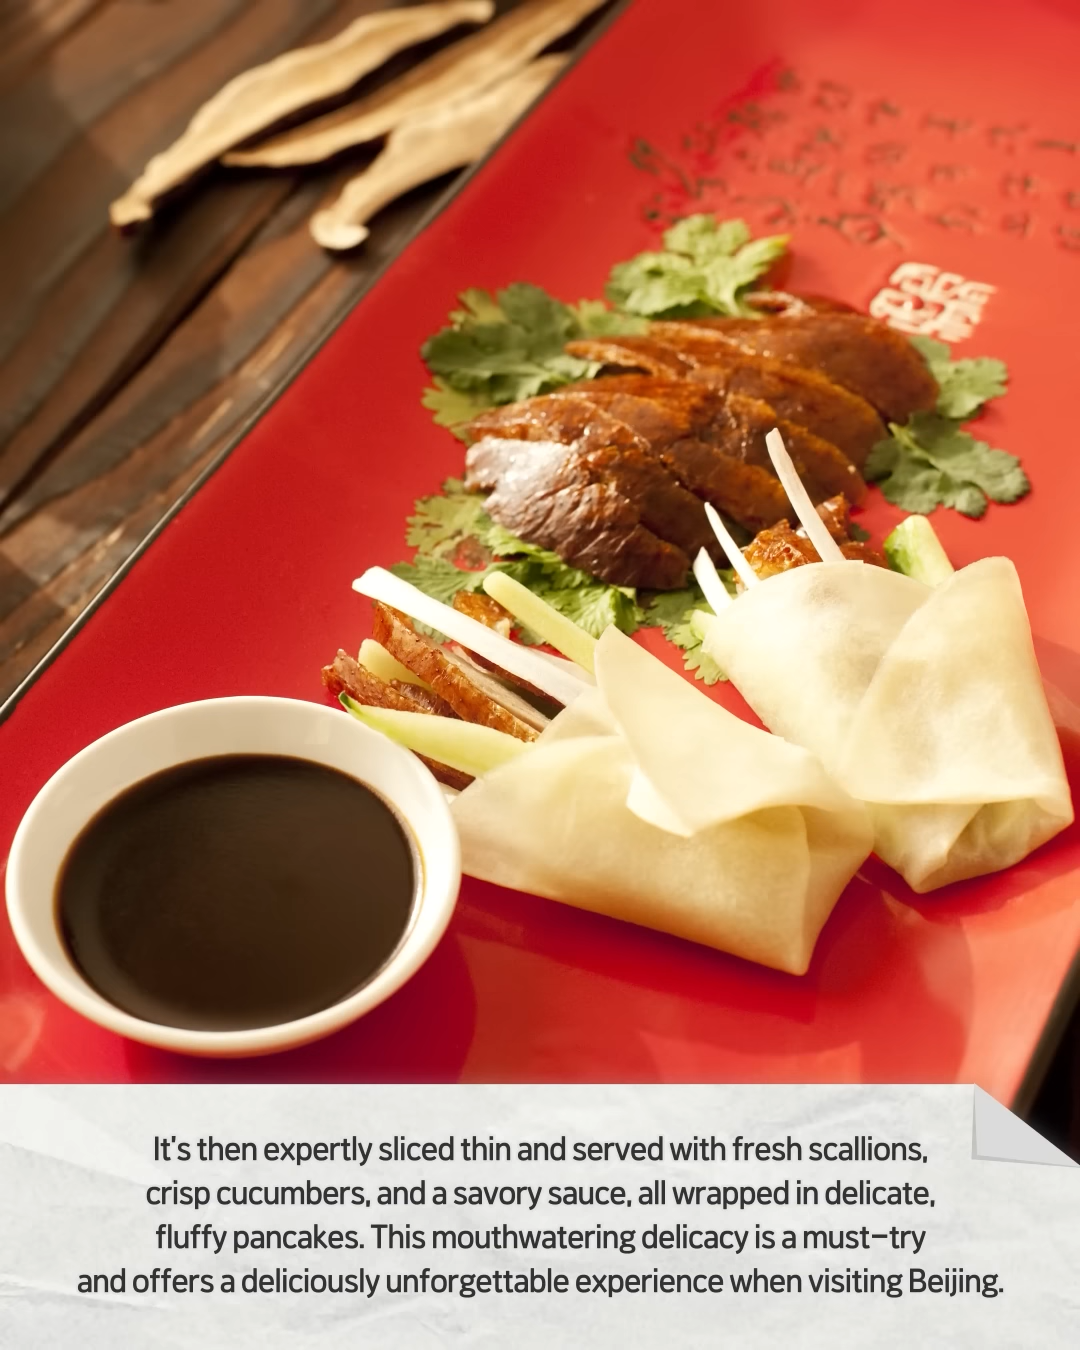 It's then expertly sliced thin and served with fresh scallions,
crisp cucumbers, and a savory sauce, all wrapped in delicate,
fluffy pancakes. This mouthwatering delicacy is a must-try
and offers a deliciously unforgettable experience when visiting Beijing.